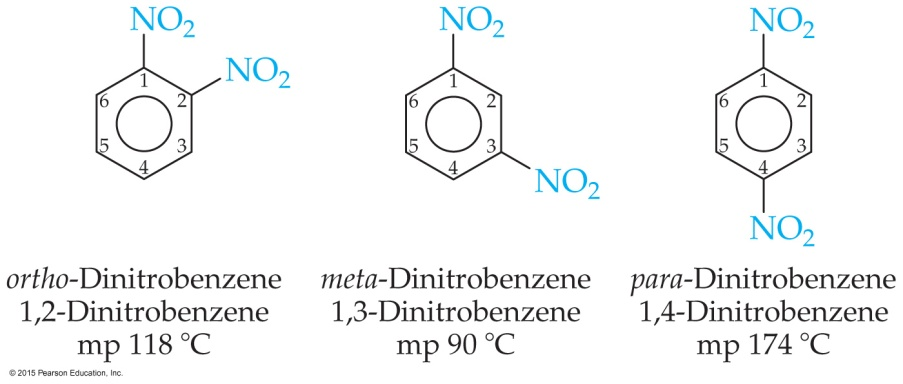 NO₂
NO₂
1
2
3
4
5
6
ortho-Dinitrobenzene
1,2-Dinitrobenzene
mp 118 °C
NO₂
1
2
3
4
5
6
NO₂
meta-Dinitrobenzene
1,3-Dinitrobenzene
mp 90 °C
NO₂
1
2
3
4
5
6
NO₂
para-Dinitrobenzene
1,4-Dinitrobenzene
mp 174 °C
© 2015 Pearson Education, Inc.